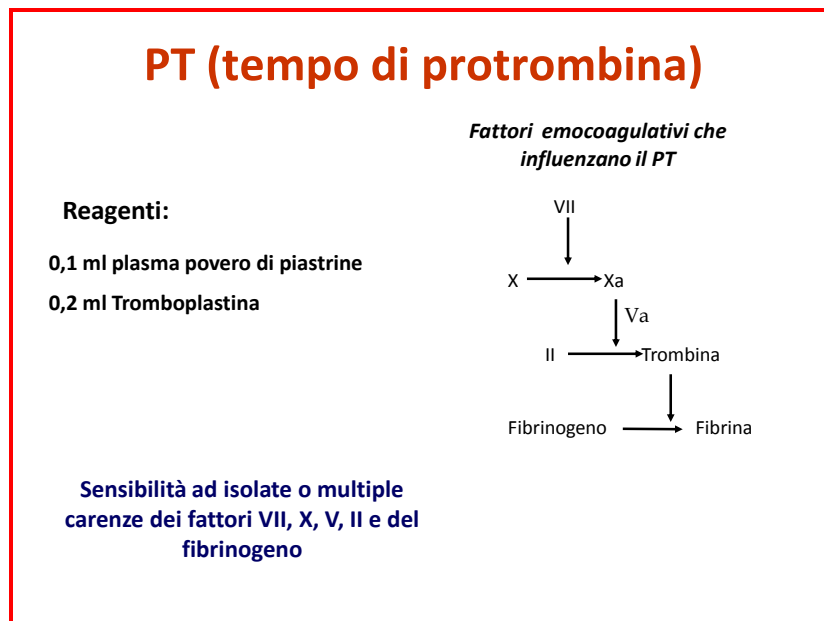 PT (tempo di protrombina)
Fattori emocoagulativi che
influenzano il PT
Reagenti:
0,1 ml plasma povero di piastrine
0,2 ml Tromboplastina
VII
X Xa
Va
II Trombina
Fibrinogeno Fibrina
Sensibilità ad isolate o multiple
carenze dei fattori VII, X, V, II e del
fibrinogeno